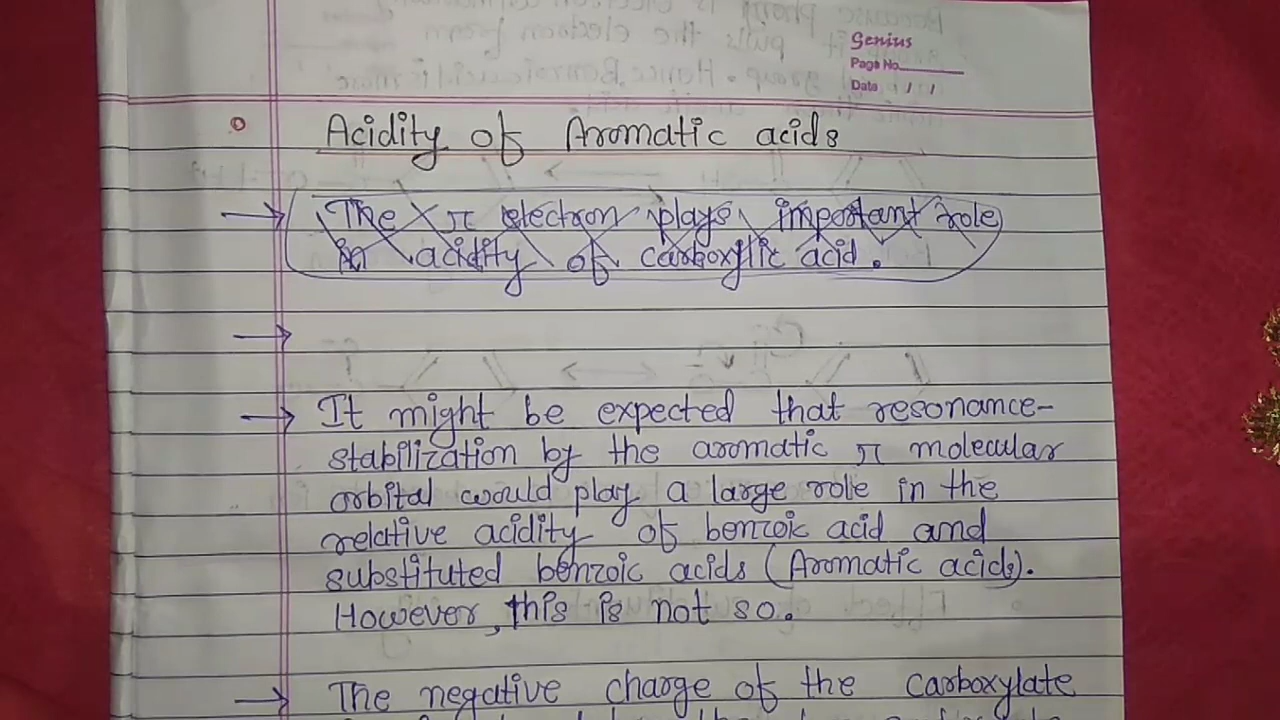 Genius
Page No.
Date / /
Acidity of Aromatic acids
→ The π electron plays important role
in acidity of carboxylic acid.
→
→ It might be expected that resonance-
stabilization by the aromatic π molecular
orbital would play a large role in the
relative acidity of benzoic acid and
substituted benzoic acids (Aromatic acids).
However, this is not so.
→ The negative charge of the carboxylate